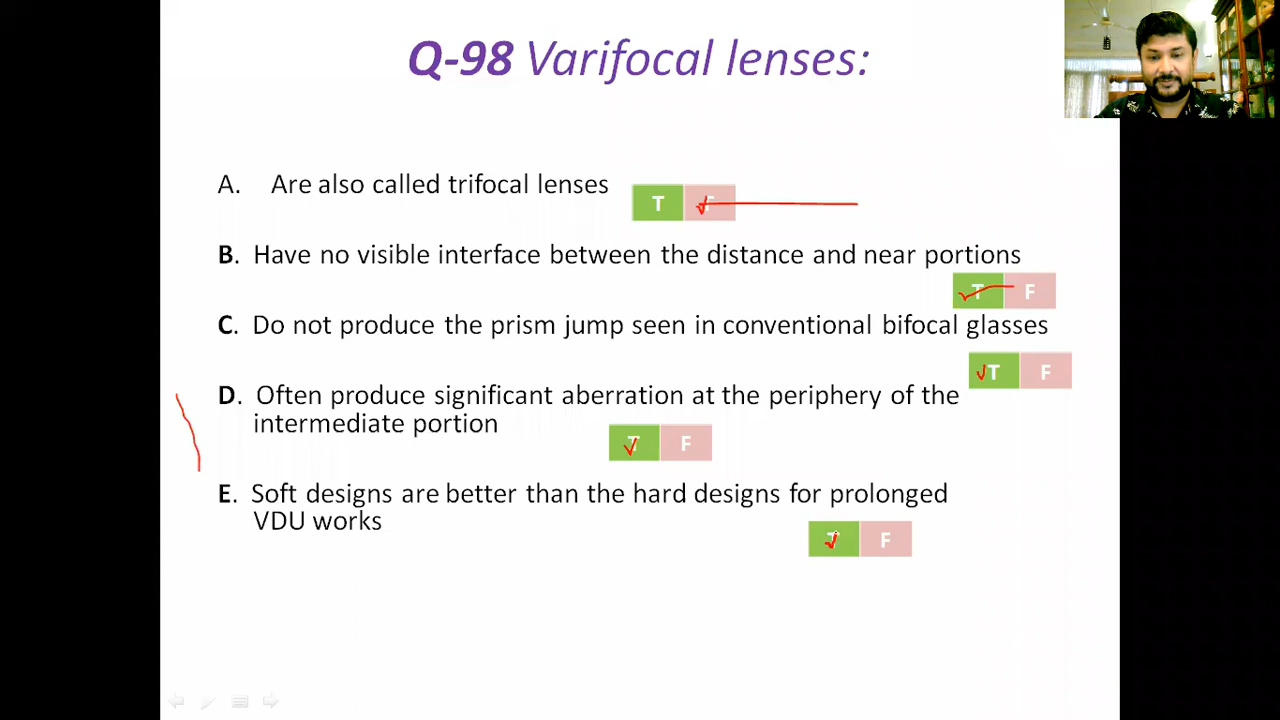 Q-98 Varifocal lenses:
A. Are also called trifocal lenses
T
B. Have no visible interface between the distance and near portions
T F
C. Do not produce the prism jump seen in conventional bifocal glasses
T F
D. Often produce significant aberration at the periphery of the
intermediate portion
T F
E. Soft designs are better than the hard designs for prolonged
VDU works
T F